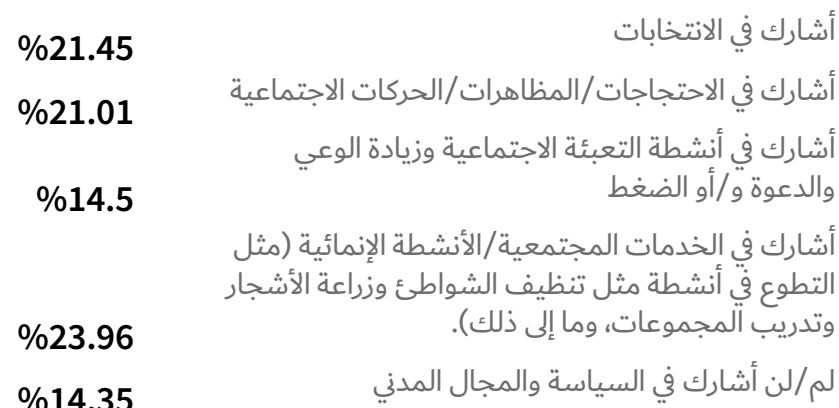 أشارك في الانتخابات
%21.45
أشارك في الاحتجاجات/المظاهرات/الحركات الاجتماعية
%21.01
أشارك في أنشطة التعبئة الاجتماعية وزيادة الوعي
والدعوة و/أو الضغط
%14.5
أشارك في الخدمات المجتمعية/الأنشطة الإنمائية (مثل
التطوع في أنشطة مثل تنظيف الشواطئ وزراعة الأشجار
وتدريب المجموعات، وما إلى ذلك).
%23.96
لم/لن أشارك في السياسة والمجال المدني
%14.35